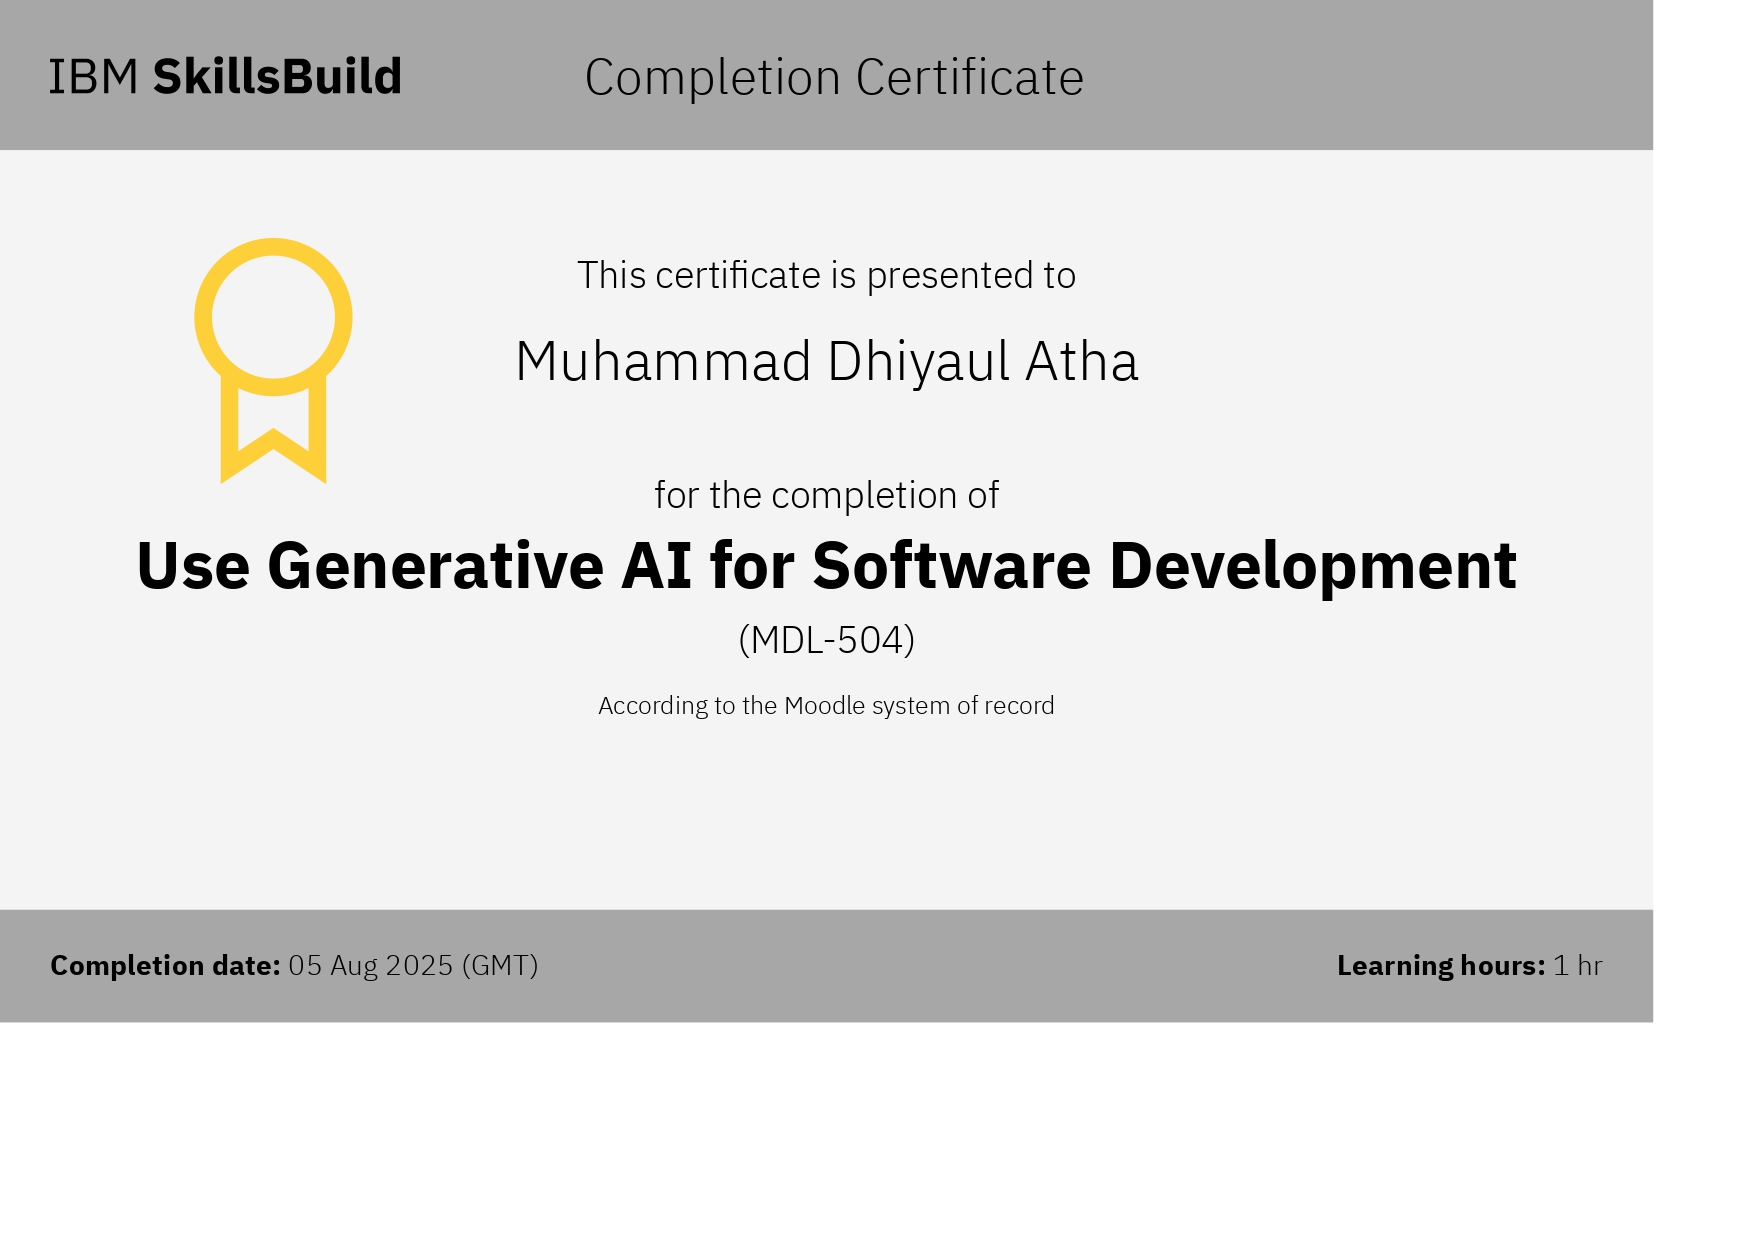 IBM SkillsBuild
Completion Certificate
This certificate is presented to
Muhammad Dhiyaul Atha
for the completion of
Use Generative AI for Software Development
(MDL-504)
According to the Moodle system of record
Completion date: 05 Aug 2025 (GMT)
Learning hours: 1 hr